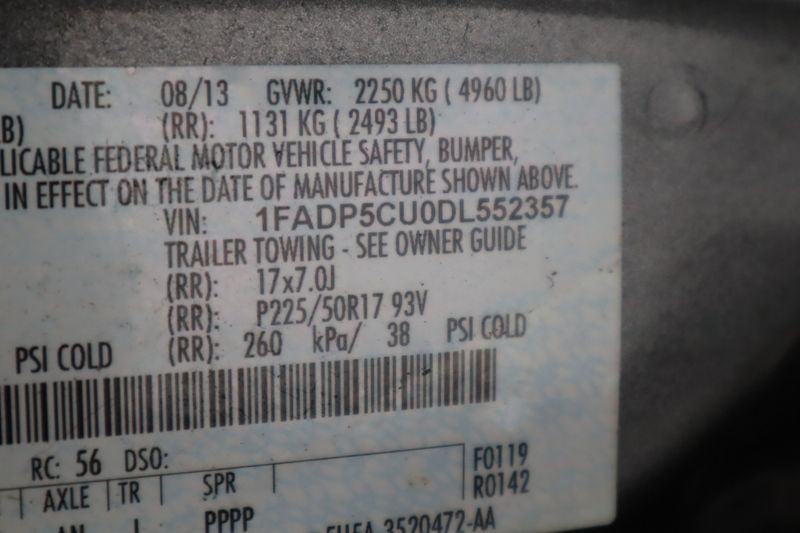 DATE: 08/13 GVWR: 2250 KG ( 4960 LB)
B) (RR): 1131 KG ( 2493 LB)
LICABLE FEDERAL MOTOR VEHICLE SAFETY, BUMPER,
IN EFFECT ON THE DATE OF MANUFACTURE SHOWN ABOVE.
VIN: 1FADP5CU0DL552357
TRAILER TOWING - SEE OWNER GUIDE
(RR): 17x7.0J
(RR): P225/50R17 93V
PSI COLD (RR): 260 kPa/ 38 PSI COLD
RC: 56 DSO: F0119
AXLE TR SPR R0142
PPPP 3520472-AA